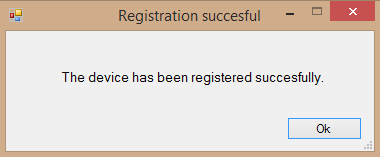 Registration succesful
The device has been registered succesfully.
Ok